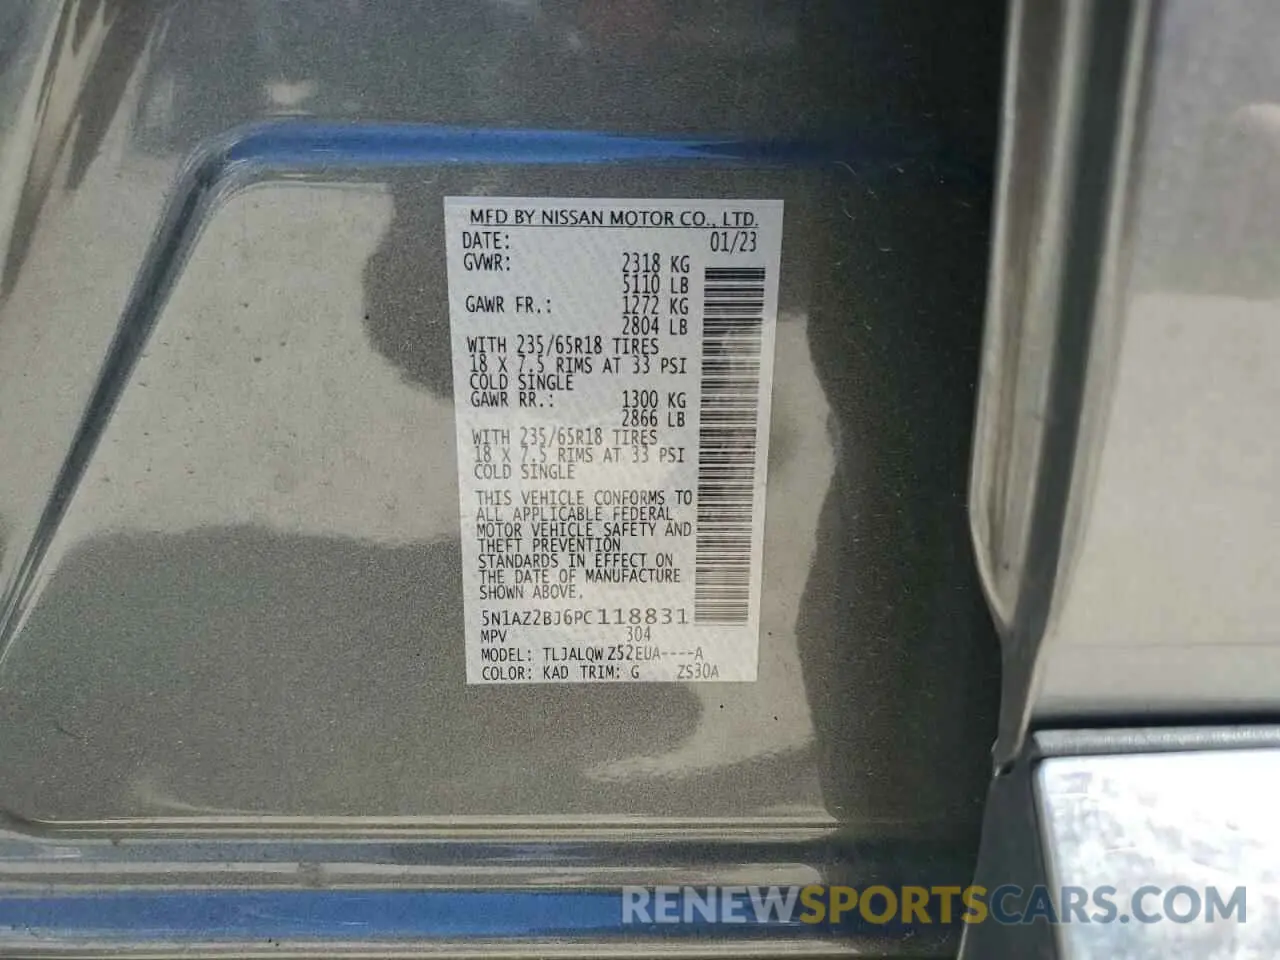 MFD BY NISSAN MOTOR CO., LTD.
DATE: 01/23
GVWR: 2318 KG
5110 LB
GAWR FR.: 1272 KG
2804 LB
WITH 235/65R18 TIRES
18 X 7.5 RIMS AT 33 PSI
COLD SINGLE
GAWR RR.: 1300 KG
2866 LB
WITH 235/65R18 TIRES
18 X 7.5 RIMS AT 33 PSI
COLD SINGLE
THIS VEHICLE CONFORMS TO
ALL APPLICABLE FEDERAL
MOTOR VEHICLE SAFETY AND
THEFT PREVENTION
STANDARDS IN EFFECT ON
THE DATE OF MANUFACTURE
SHOWN ABOVE.
5N1AZ2BJ6PC118831
MPV 304
MODEL: TLJALQW Z52EUA----A
COLOR: KAD TRIM: G ZS30A
RENEWSPORTSCARS.COM